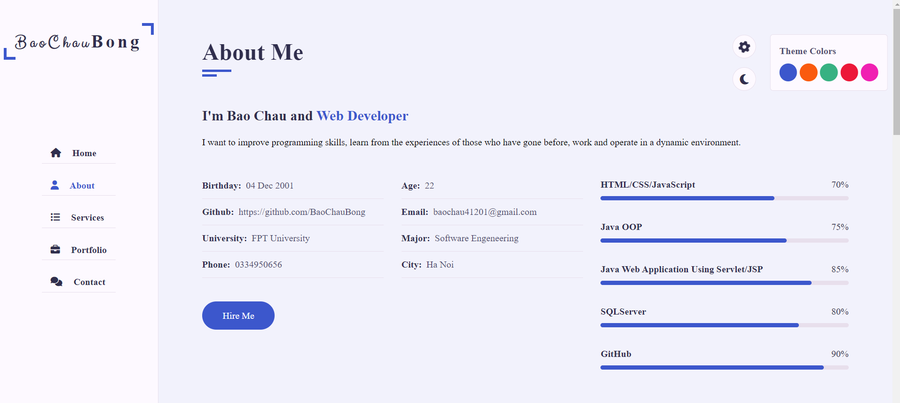 BaoChauBong
Home
About
Services
Portfolio
Contact
About Me
Theme Colors
I'm Bao Chau and Web Developer
I want to improve programming skills, learn from the experiences of those who have gone before, work and operate in a dynamic environment.
Birthday: 04 Dec 2001
Age: 22
Github: https://github.com/BaoChauBong
Email: baochau41201@gmail.com
University: FPT University
Major: Software Engeneering
Phone: 0334950656
City: Ha Noi
Hire Me
HTML/CSS/JavaScript 70%
Java OOP 75%
Java Web Application Using Servlet/JSP 85%
SQLServer 80%
GitHub 90%